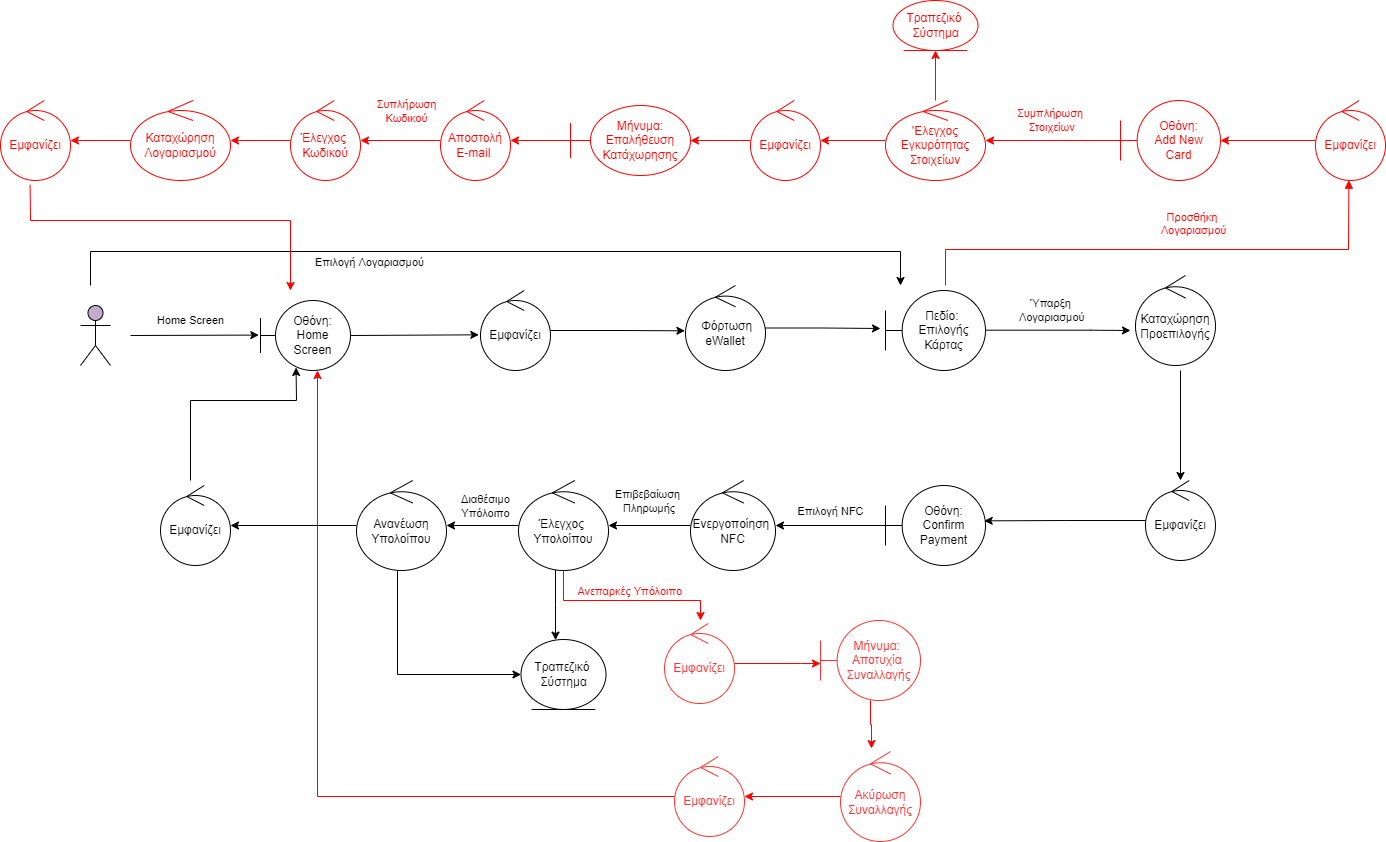 Τραπεζικό
Σύστημα
Εμφανίζει
Καταχώρηση
Λογαριασμού
Έλεγχος
Κωδικού
Συπλήρωση
Κωδικού
Αποστολή
E-mail
Μήνυμα:
Επαλήθευση
Κατάχωρησης
Εμφανίζει
Έλεγχος
Εγκυρότητας
Στοιχείων
Συμπλήρωση
Στοιχείων
Οθόνη:
Add New
Card
Εμφανίζει
Προσθήκη
Λογαριασμού
Επιλογή Λογαριασμού
Home Screen
Οθόνη:
Home
Screen
Εμφανίζει
Φόρτωση
eWallet
Πεδίο:
Επιλογής
Κάρτας
Ύπαρξη
Λογαριασμού
Καταχώρηση
Προεπιλογής
Εμφανίζει
Ανανέωση
Υπολοίπου
Διαθέσιμο
Υπόλοιπο
Έλεγχος
Υπολοίπου
Επιβεβαίωση
Πληρωμής
Ενεργοποίηση
NFC
Επιλογή NFC
Οθόνη:
Confirm
Payment
Εμφανίζει
Ανεπαρκές Υπόλοιπο
Τραπεζικό
Σύστημα
Εμφανίζει
Μήνυμα:
Αποτυχία
Συναλλαγής
Εμφανίζει
Ακύρωση
Συναλλαγής